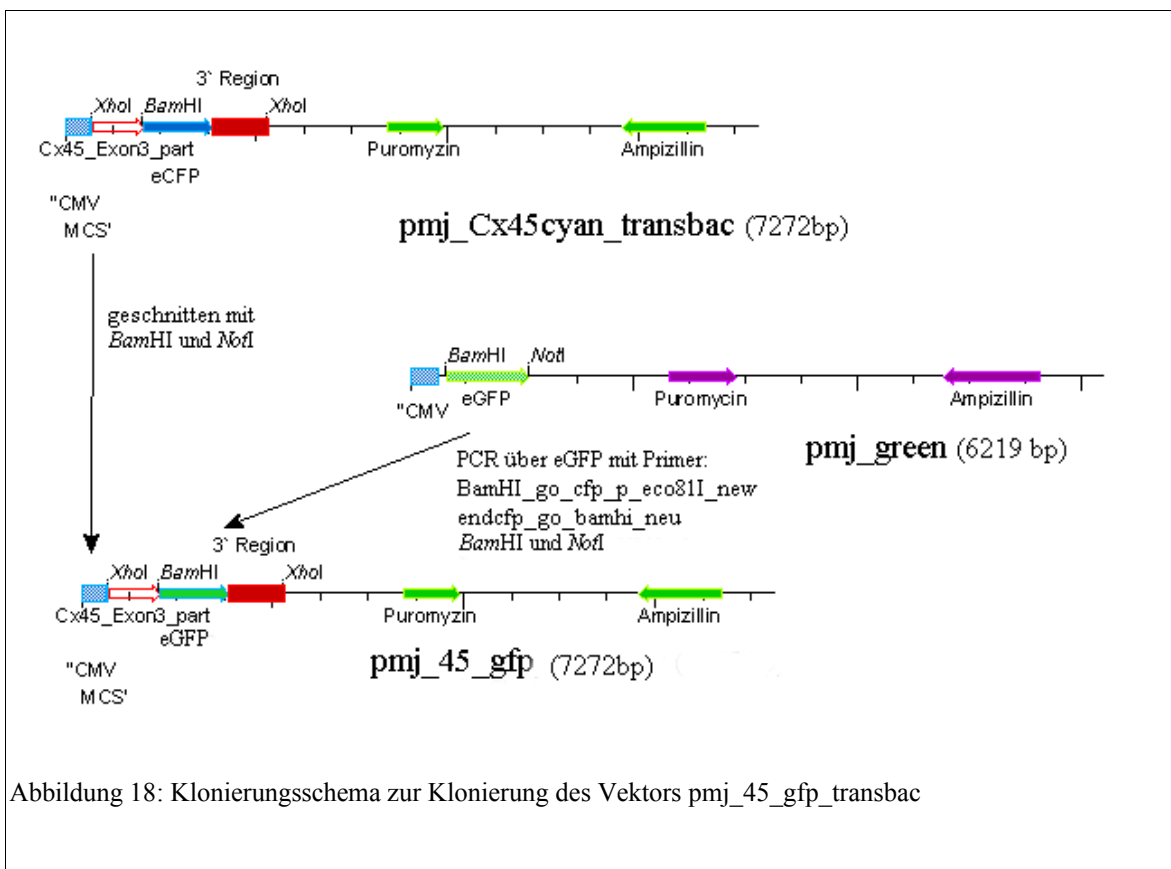 3` Region
XhoI BamHI XhoI
Cx45_Exon3_part Puromyzin Ampizillin
eCFP
"CMV
MCS'
pmj_Cx45cyan_transbac (7272bp)
geschnitten mit
BamHI und NotI
BamHI NotI
"CMV eGFP Puromycin Ampizillin
pmj_green (6219 bp)
PCR über eGFP mit Primer:
BamHI_go_cfp_p_eco81I_new
endcfp_go_bamhi_neu
BamHI und NotI
3` Region
XhoI BamHI XhoI
Cx45_Exon3_part Puromyzin Ampizillin
eGFP
"CMV
MCS'
pmj_45_gfp (7272bp)
Abbildung 18: Klonierungsschema zur Klonierung des Vektors pmj_45_gfp_transbac